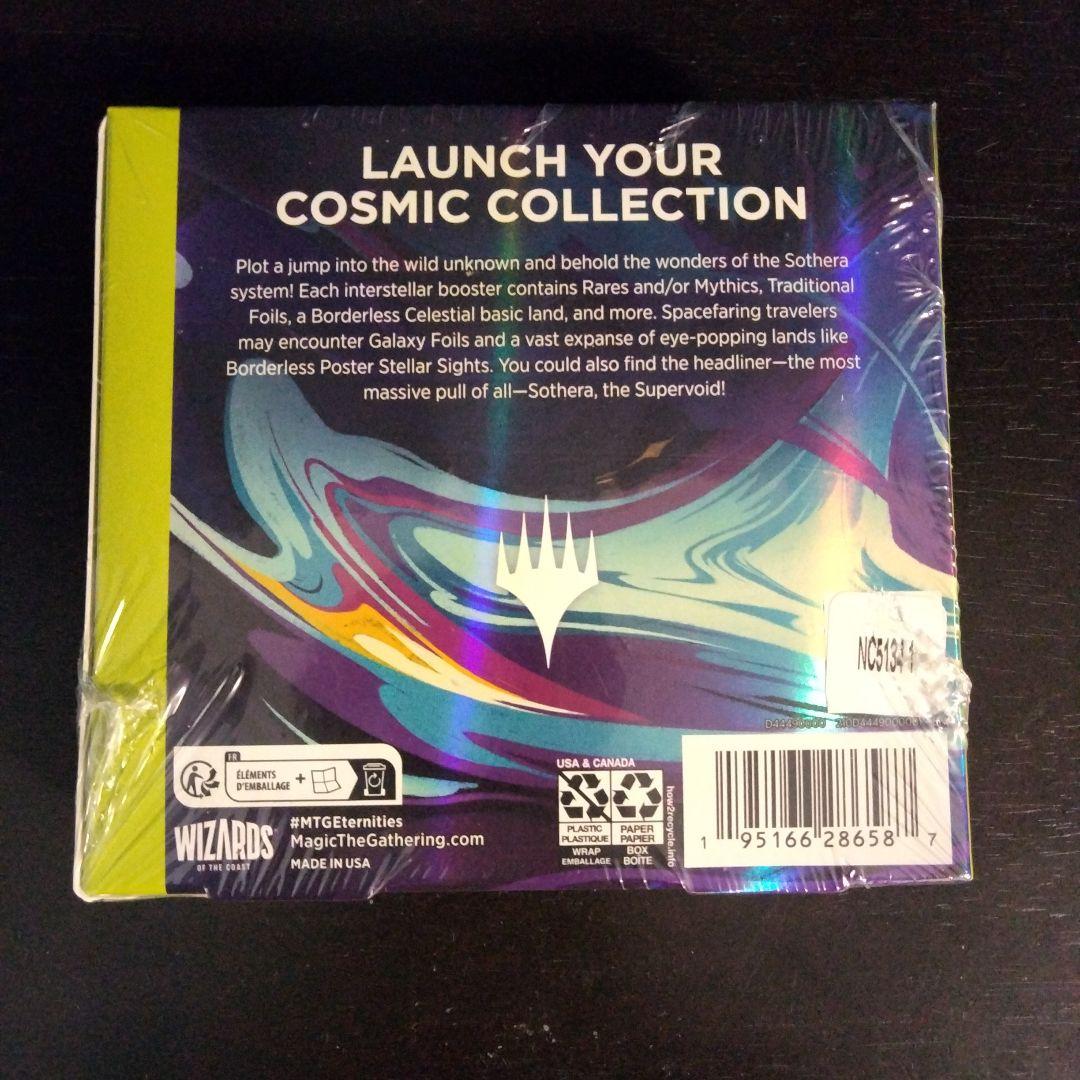 LAUNCH YOUR
COSMIC COLLECTION
Plot a jump into the wild unknown and behold the wonders of the Sothera
system! Each interstellar booster contains Rares and/or Mythics, Traditional
Foils, a Borderless Celestial basic land, and more. Spacefaring travelers
may encounter Galaxy Foils and a vast expanse of eye-popping lands like
Borderless Poster Stellar Sights. You could also find the headliner—the most
massive pull of all—Sothera, the Supervoid!
NC5134 1
FR
ÉLÉMENTS
D'EMBALLAGE
+
WIZARDS
OF THE COAST
#MTGEternities
MagicTheGathering.com
MADE IN USA
USA & CANADA
PLASTIC
PLASTIQUE
WRAP
EMBALLAGE
PAPER
PAPIER
BOX
BOÎTE
how2recycle.info
1 95166 28658 7